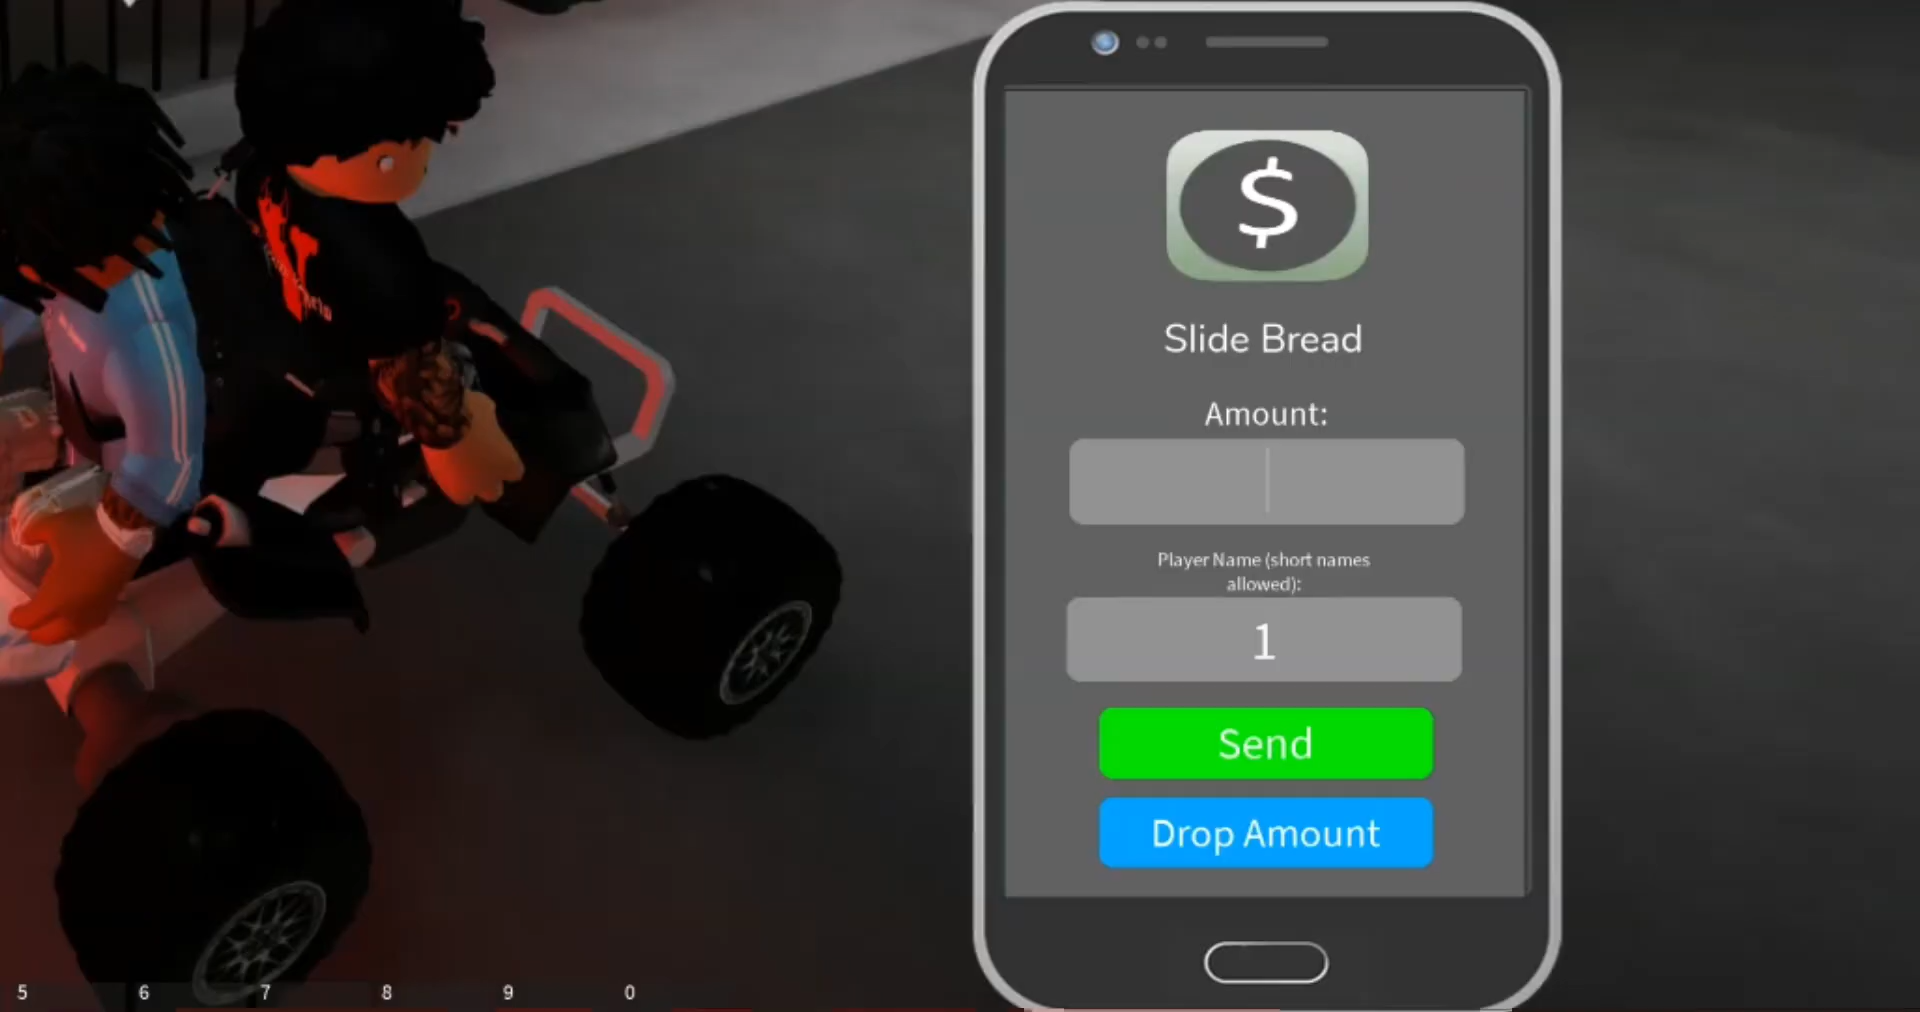 $
Slide Bread
Amount:
Player Name (short names
allowed):
1
Send
Drop Amount
5 6 7 8 9 0